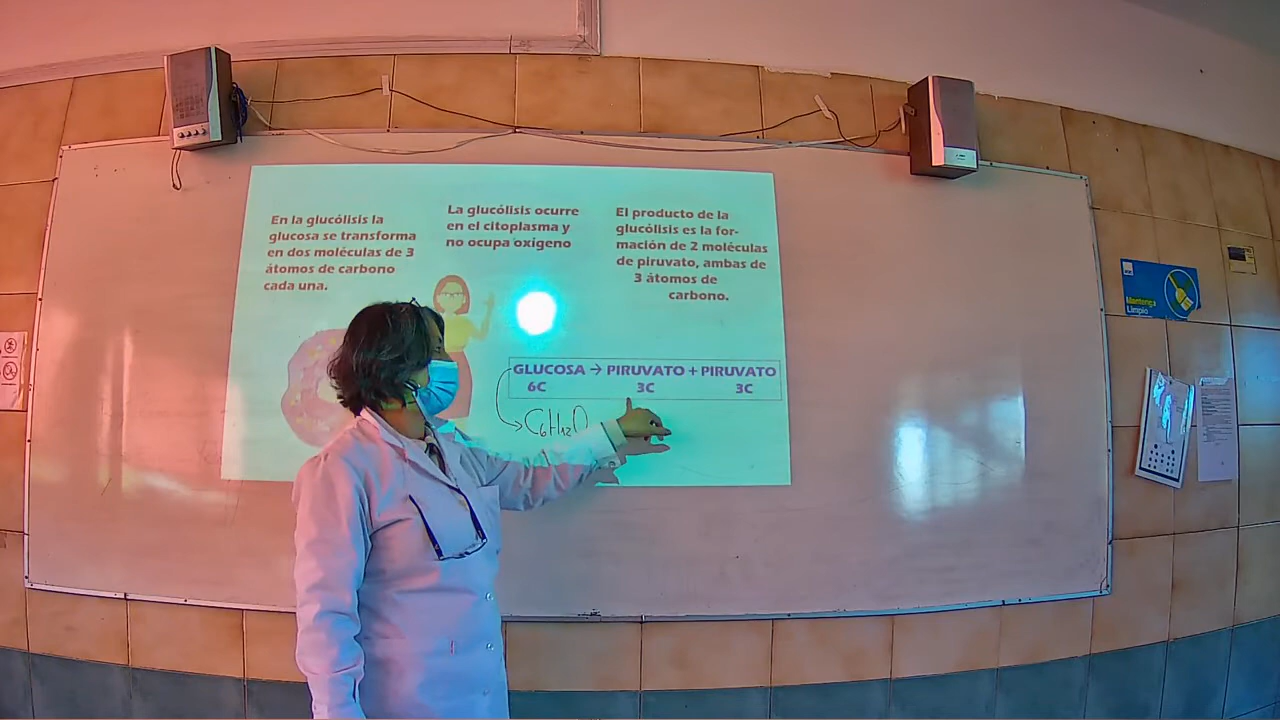 En la glucólisis la
glucosa se transforma
en dos moléculas de 3
átomos de carbono
cada una.
La glucólisis ocurre
en el citoplasma y
no ocupa oxígeno
El producto de la
glucólisis es la for-
mación de 2 moléculas
de piruvato, ambas de
3 átomos de
carbono.
GLUCOSA → PIRUVATO + PIRUVATO
6C 3C 3C
C₆H₁₂O
Mantenga
Limpio